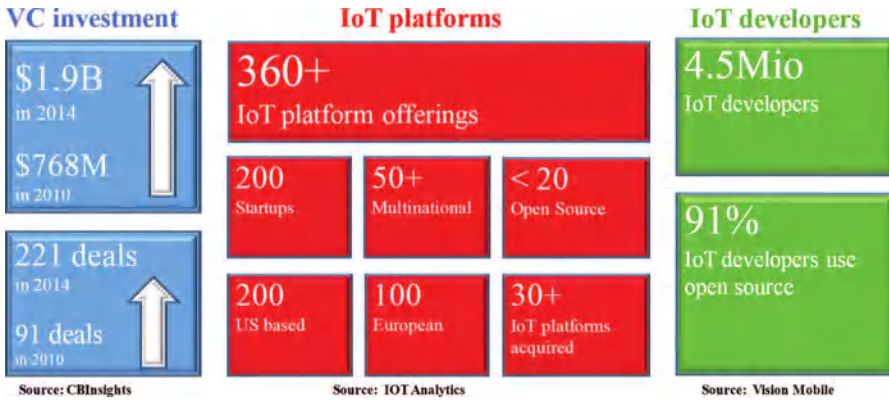 VC investment
$1.9B
in 2014
$768M
in 2010
221 deals
in 2014
91 deals
in 2010
Source: CBInsights
IoT platforms
360+
IoT platform offerings
200
Startups
50+
Multinational
< 20
Open Source
200
US based
100
European
30+
IoT platforms
acquired
Source: IOT Analytics
IoT developers
4.5Mio
IoT developers
91%
IoT developers use
open source
Source: Vision Mobile